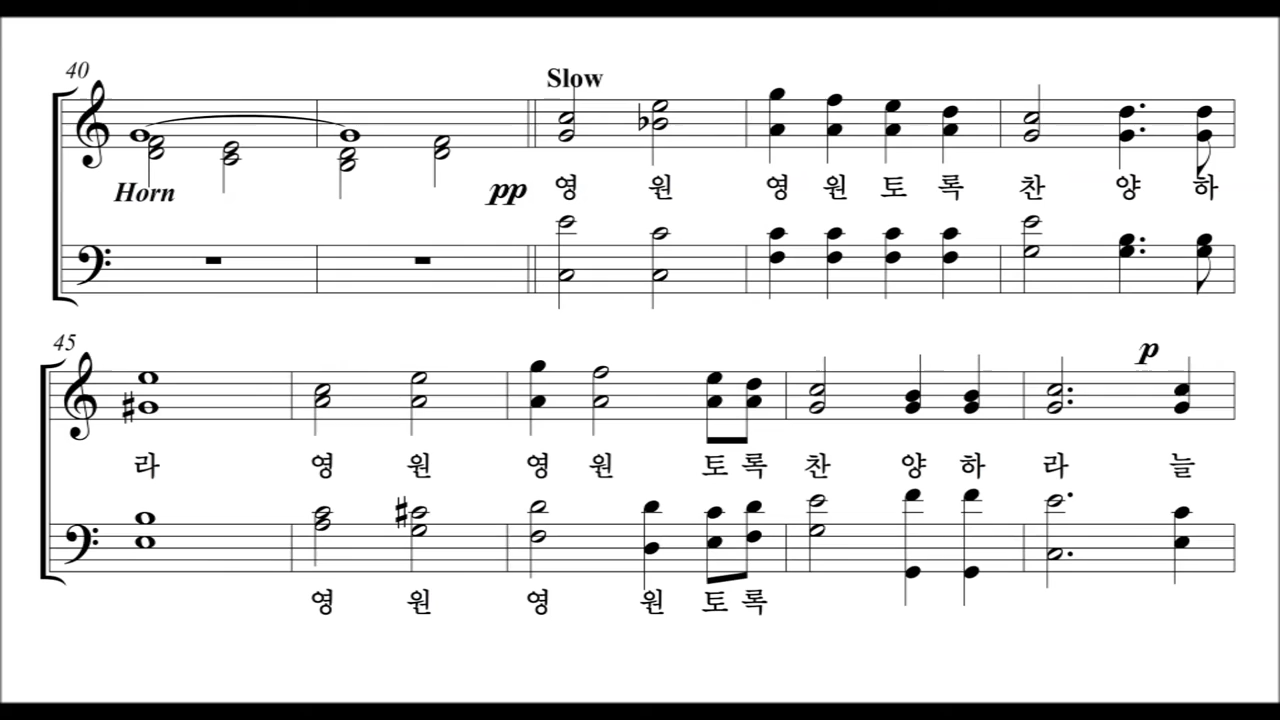 40
Slow
Horn pp 영 원 영 원 토 록 찬 양 하
45
p
라 영 원 영 원 토 록 찬 양 하 라 늘
영 원 영 원 토 록